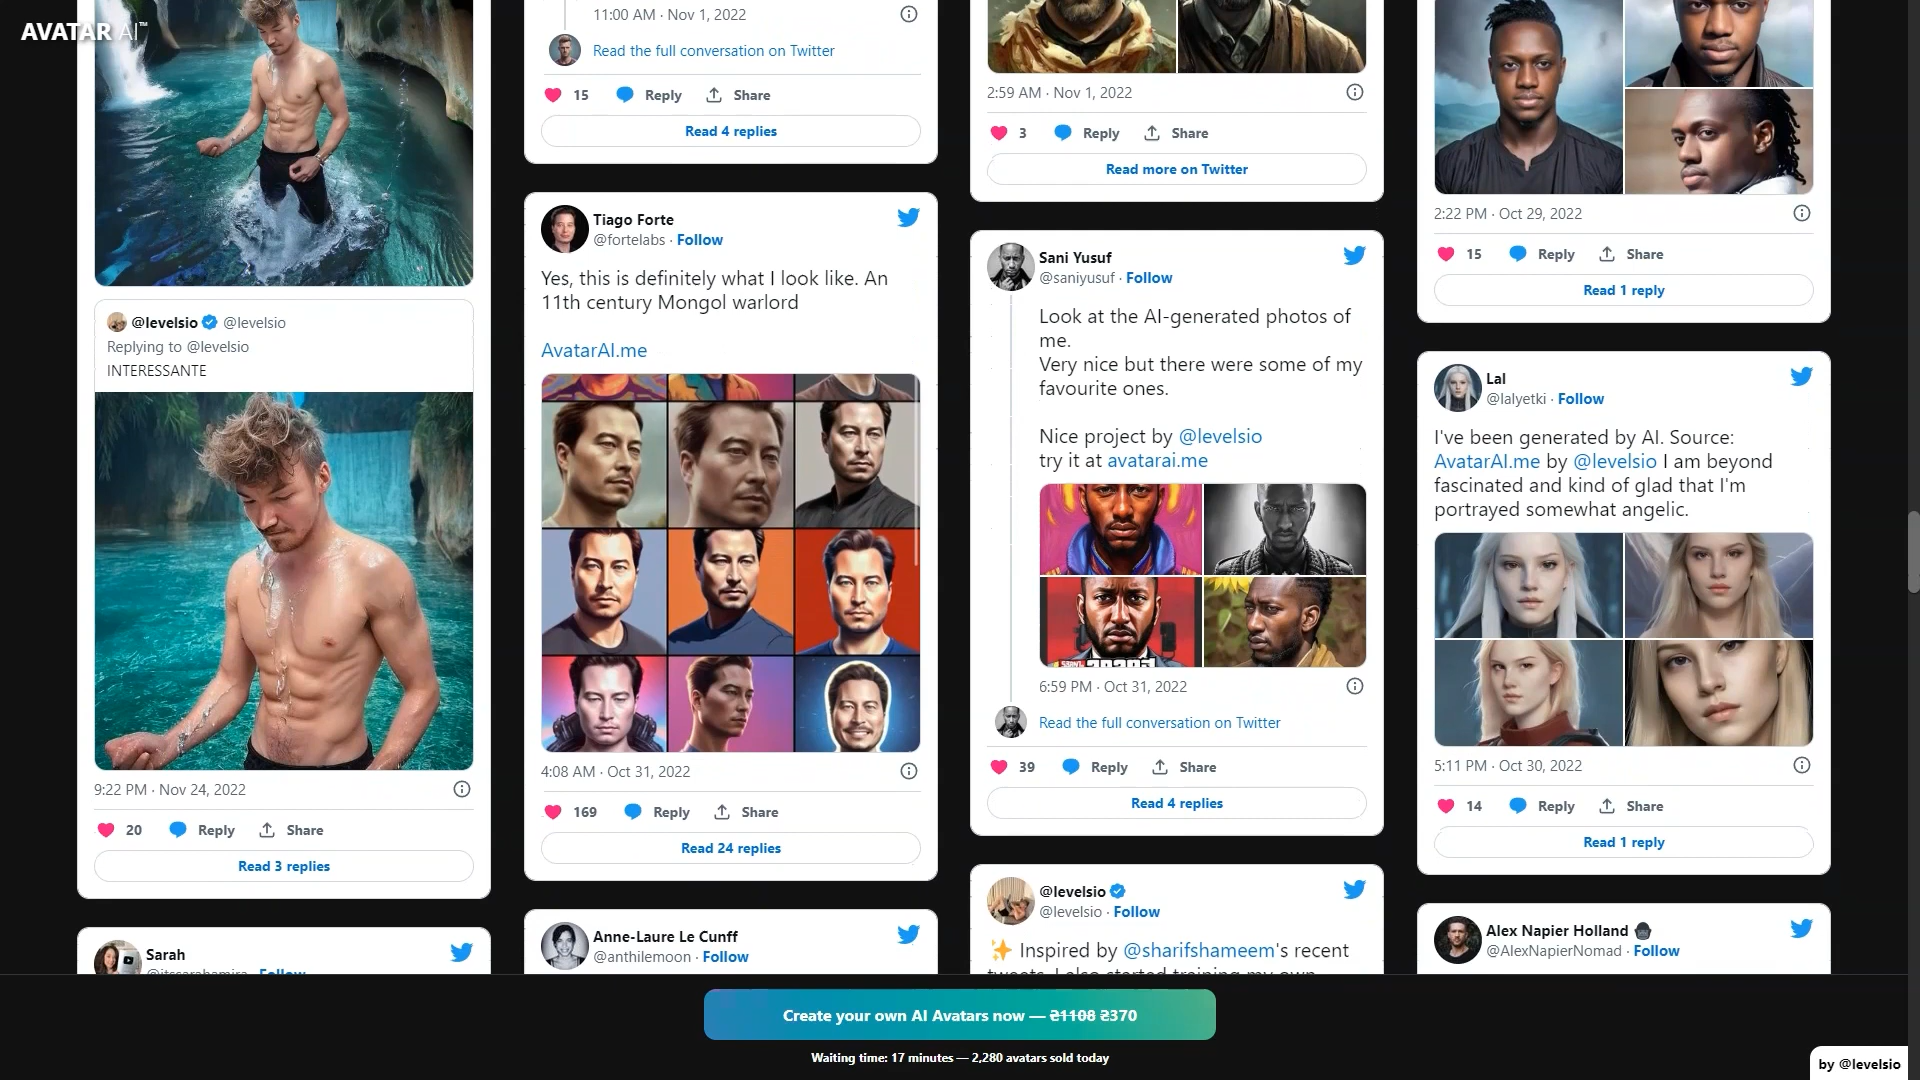 AVATAR AI™
@levelsio @levelsio
Replying to @levelsio
INTERESSANTE
9:22 PM · Nov 24, 2022
20 Reply Share
Read 3 replies
Sarah
@itssarahamira · Follow
11:00 AM · Nov 1, 2022
Read the full conversation on Twitter
15 Reply Share
Read 4 replies
Tiago Forte
@fortelabs · Follow
Yes, this is definitely what I look like. An
11th century Mongol warlord
AvatarAI.me
4:08 AM · Oct 31, 2022
169 Reply Share
Read 24 replies
Anne-Laure Le Cunff
@anthilemoon · Follow
2:59 AM · Nov 1, 2022
3 Reply Share
Read more on Twitter
Sani Yusuf
@saniyusuf · Follow
Look at the AI-generated photos of
me.
Very nice but there were some of my
favourite ones.
Nice project by @levelsio
try it at avatarai.me
6:59 PM · Oct 31, 2022
Read the full conversation on Twitter
39 Reply Share
Read 4 replies
@levelsio
@levelsio · Follow
✨ Inspired by @sharifshameem's recent
tweets, I also started training my own
2:22 PM · Oct 29, 2022
15 Reply Share
Read 1 reply
Lal
@lalyetki · Follow
I've been generated by AI. Source:
AvatarAI.me by @levelsio I am beyond
fascinated and kind of glad that I'm
portrayed somewhat angelic.
5:11 PM · Oct 30, 2022
14 Reply Share
Read 1 reply
Alex Napier Holland
@AlexNapierNomad · Follow
Create your own AI Avatars now — ₴1108 ₴370
Waiting time: 17 minutes — 2,280 avatars sold today
by @levelsio